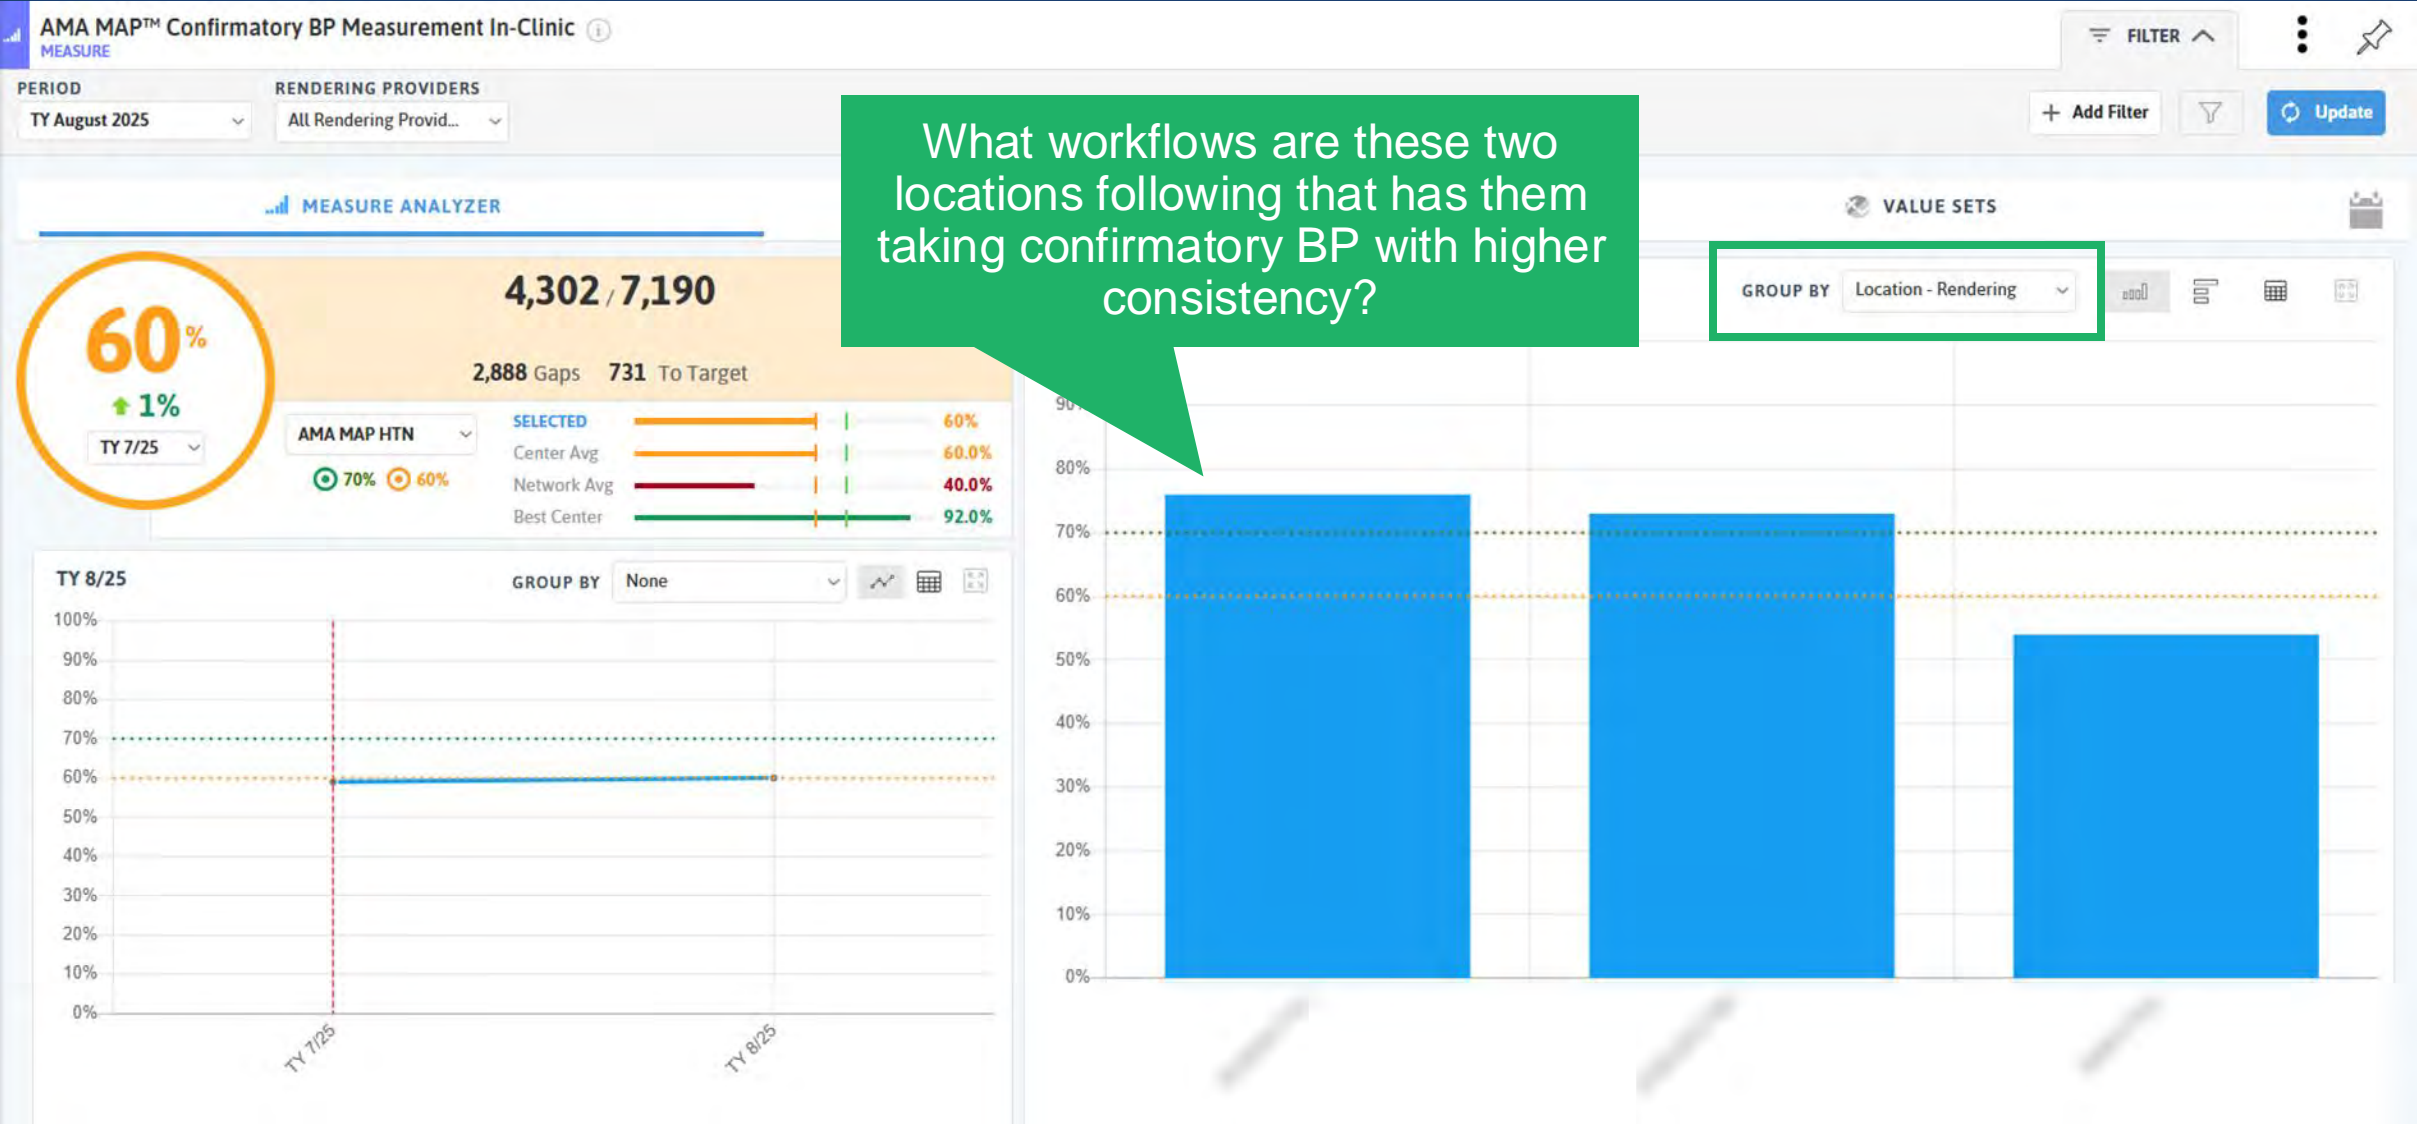 AMA MAP™ Confirmatory BP Measurement In-Clinic
MEASURE
FILTER
PERIOD
RENDERING PROVIDERS
TY August 2025
All Rendering Provid...
+ Add Filter
Update
What workflows are these two
locations following that has them
taking confirmatory BP with higher
consistency?
MEASURE ANALYZER
VALUE SETS
60%
1%
TY 7/25
4,302 / 7,190
2,888 Gaps 731 To Target
AMA MAP HTN
70% 60%
SELECTED 60%
Center Avg 60.0%
Network Avg 40.0%
Best Center 92.0%
GROUP BY Location - Rendering
TY 8/25
GROUP BY None
100%
90%
80%
70%
60%
50%
40%
30%
20%
10%
0%
TY 7/25
TY 8/25
90%
80%
70%
60%
50%
40%
30%
20%
10%
0%